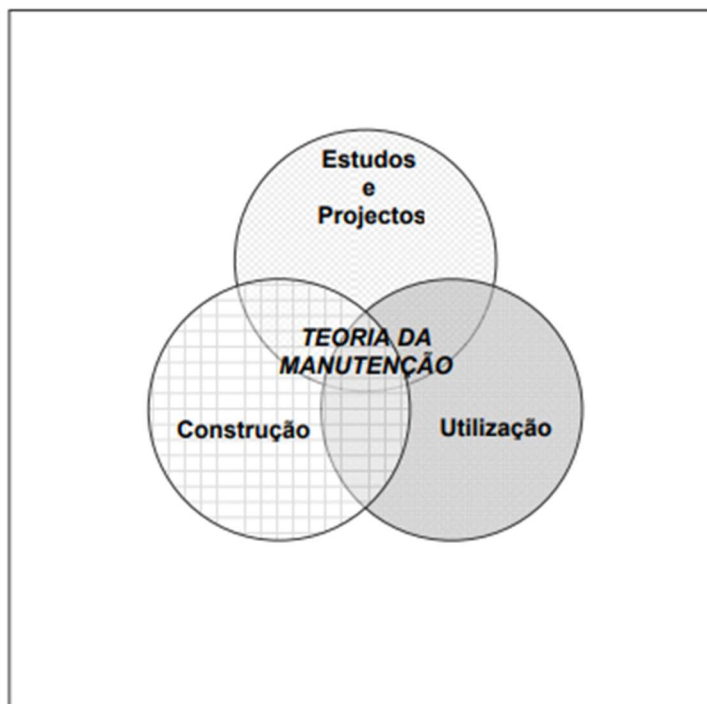 Estudos
e
Projectos
TEORIA DA
MANUTENÇÃO
Construção
Utilização